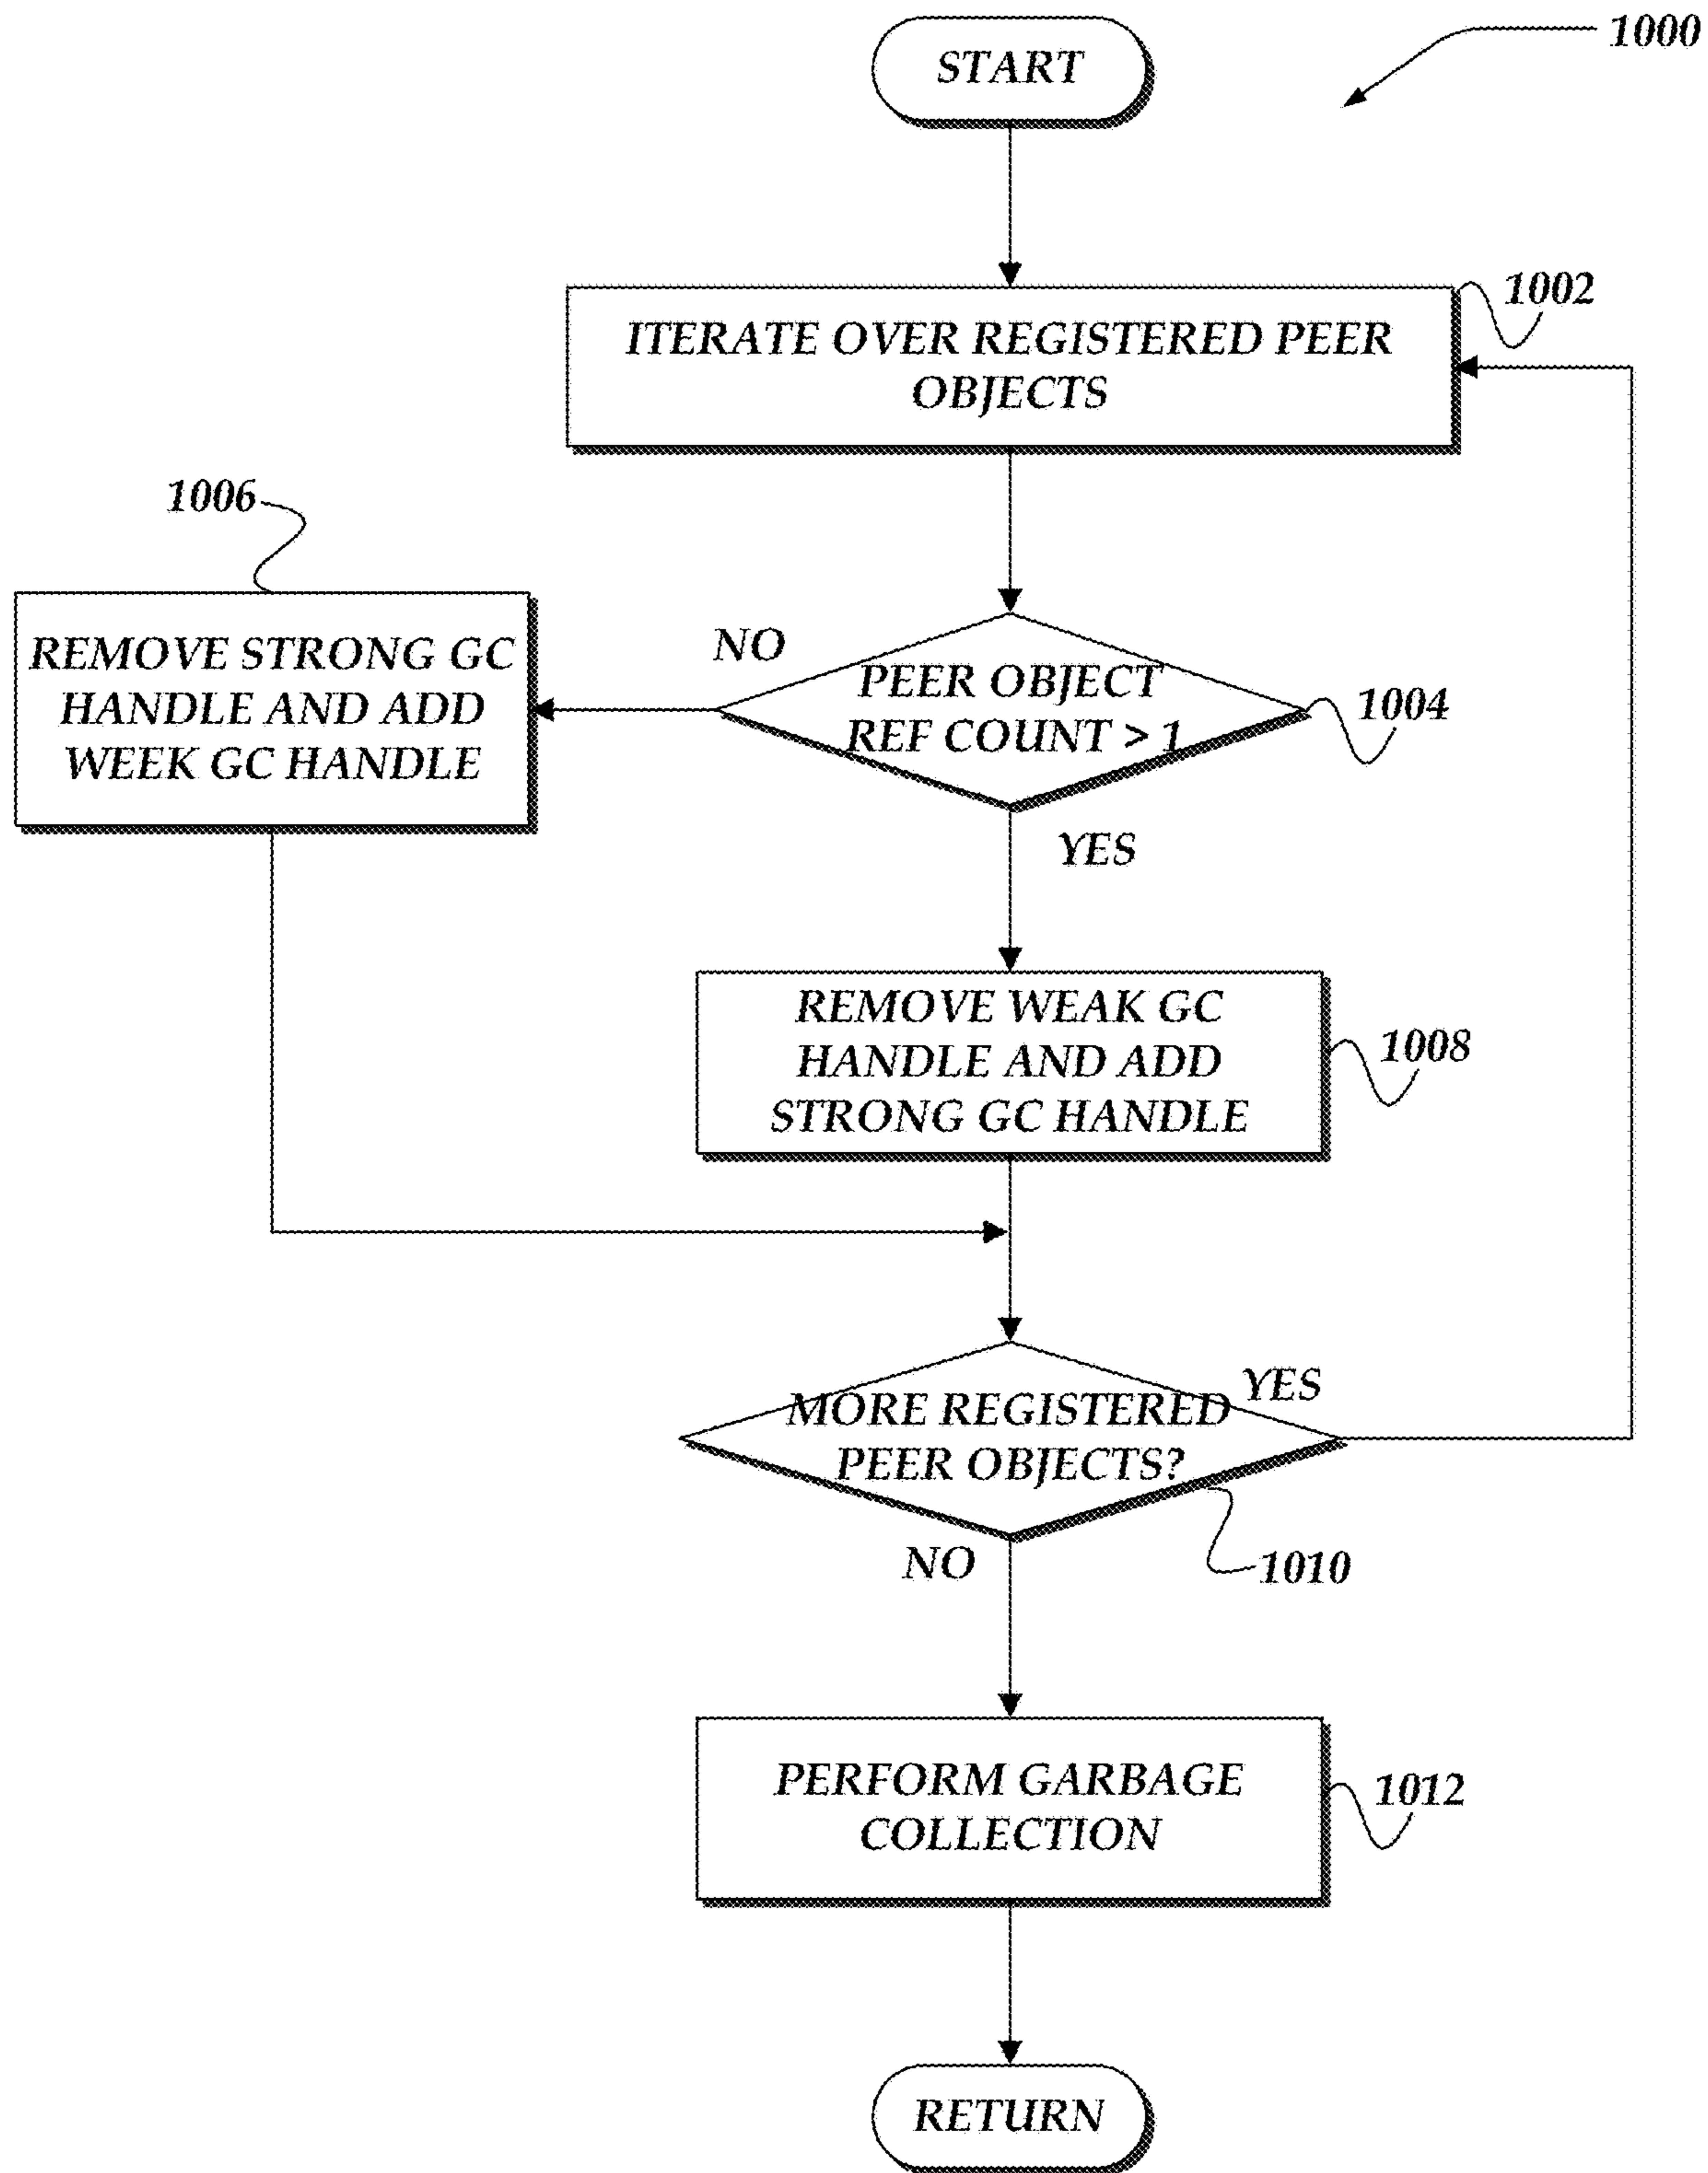 START
1000
1002
ITERATE OVER REGISTERED PEER
OBJECTS
1006
REMOVE STRONG GC
HANDLE AND ADD
WEEK GC HANDLE
NO
PEER OBJECT
REF COUNT > 1
1004
YES
REMOVE WEAK GC
HANDLE AND ADD
STRONG GC HANDLE
1008
MORE REGISTERED
PEER OBJECTS?
YES
NO
1010
PERFORM GARBAGE
COLLECTION
1012
RETURN